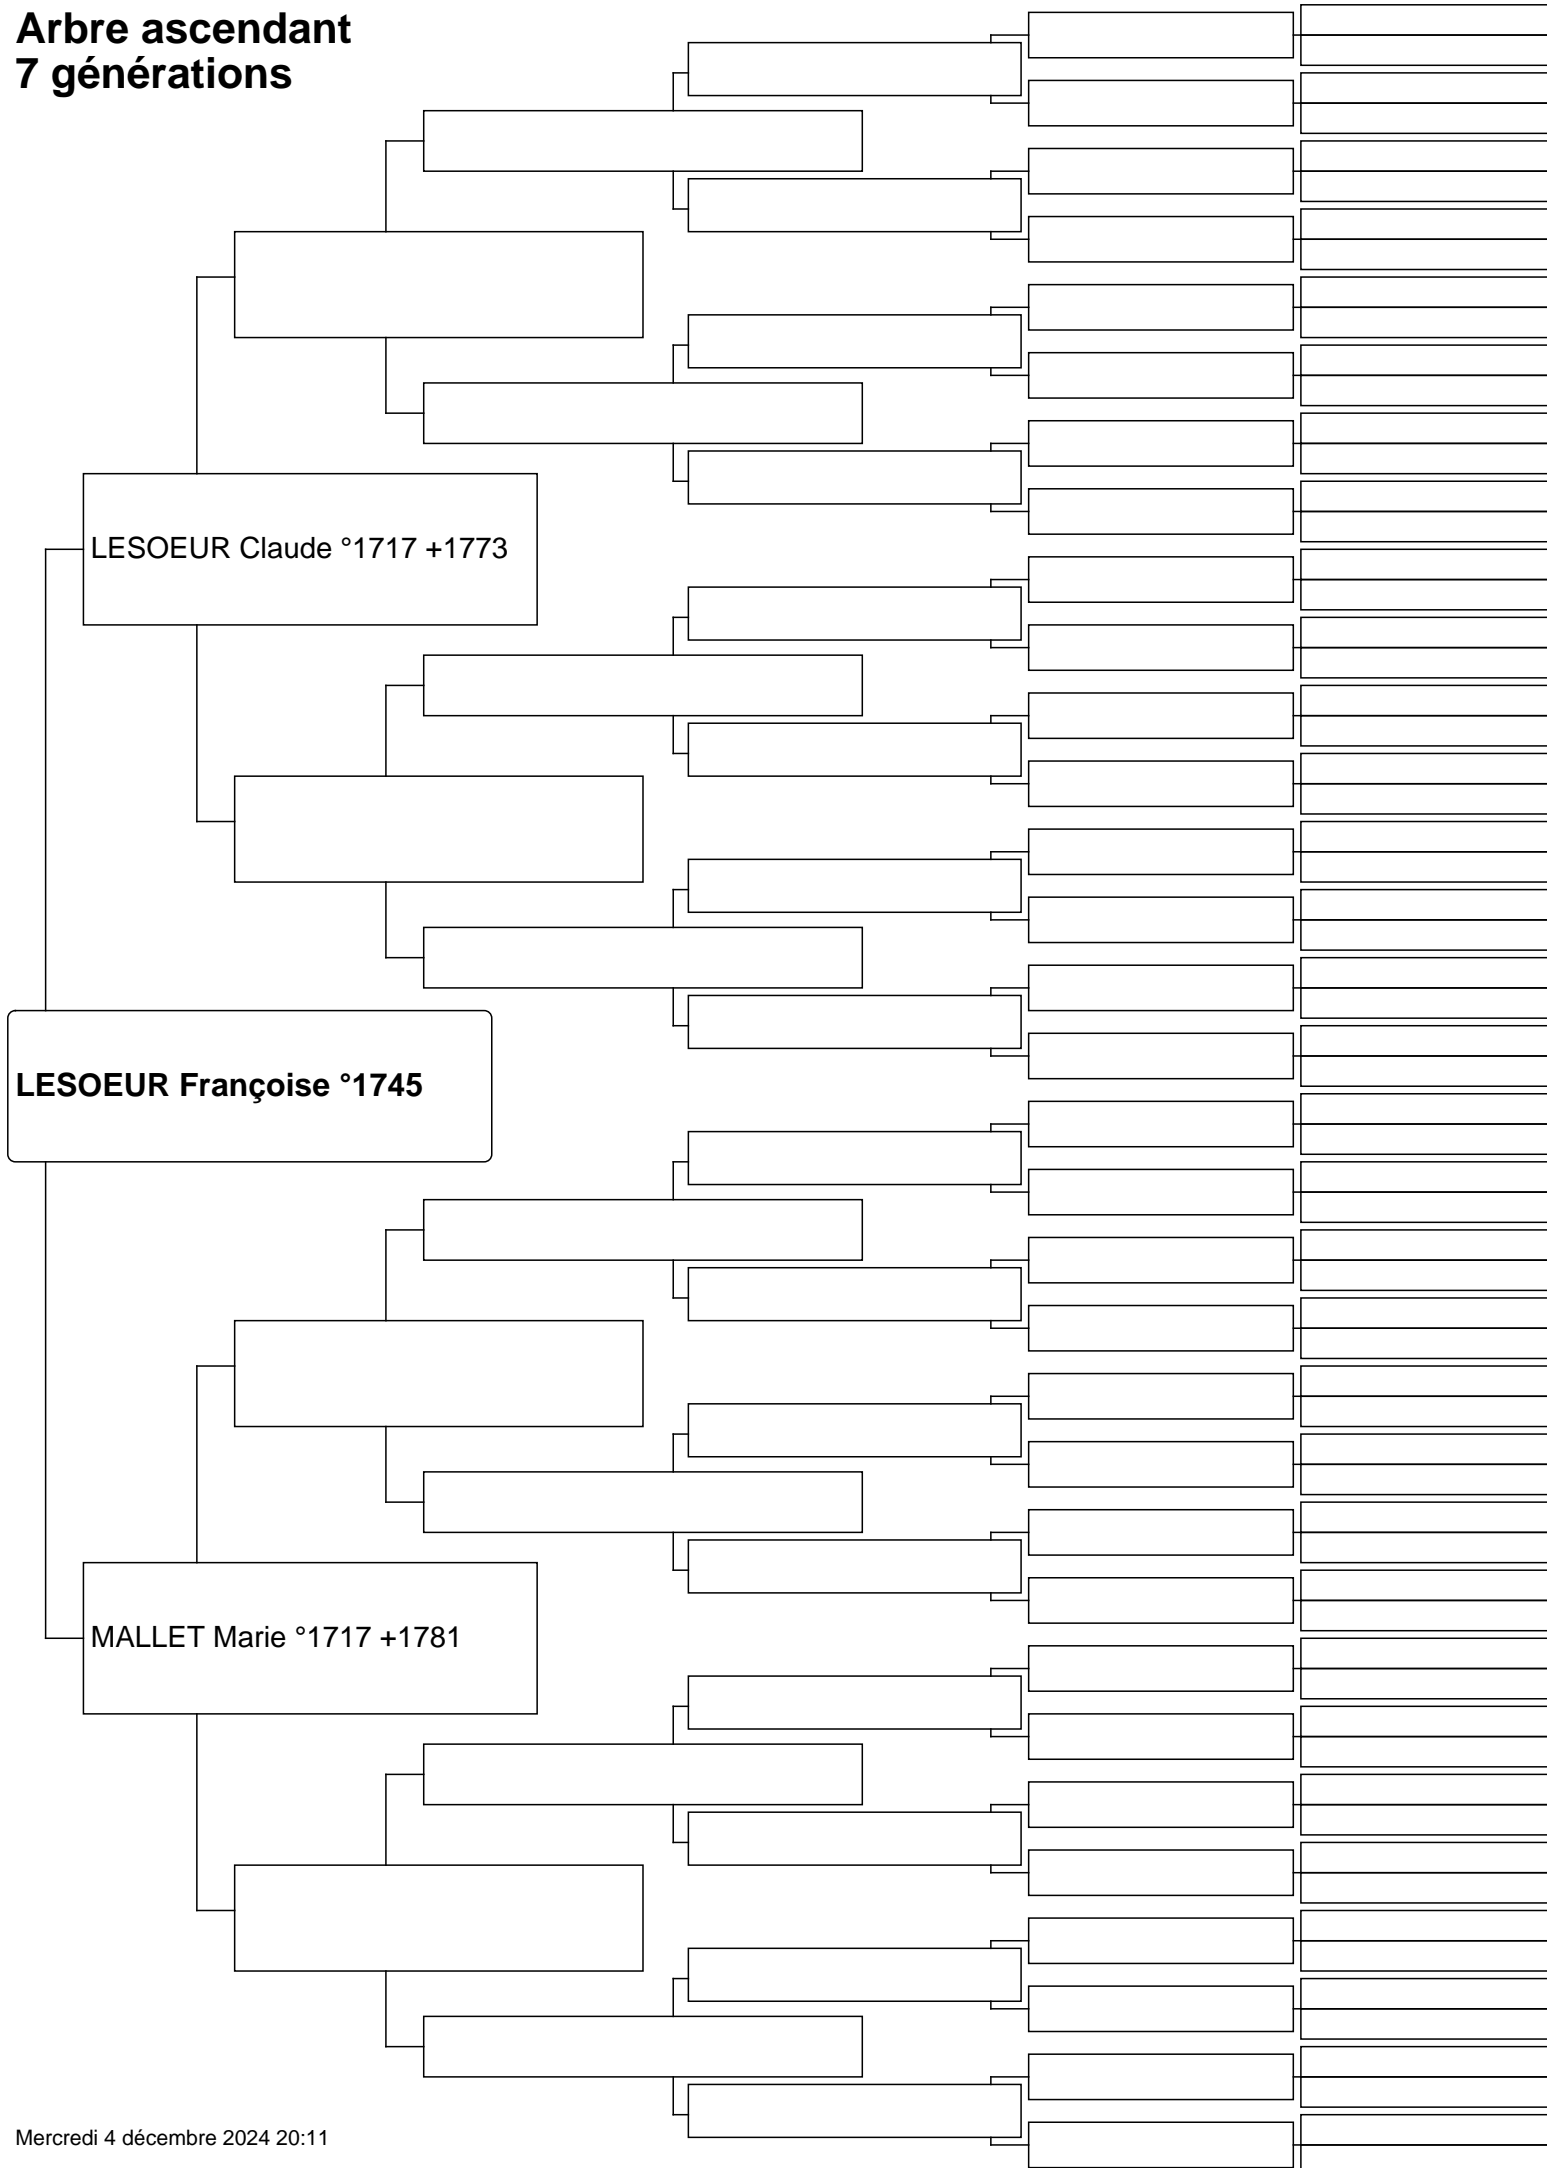 Arbre ascendant
7 générations
LESOEUR Claude °1717 +1773
LESOEUR Françoise °1745
MALLET Marie °1717 +1781
Mercredi 4 décembre 2024 20:11